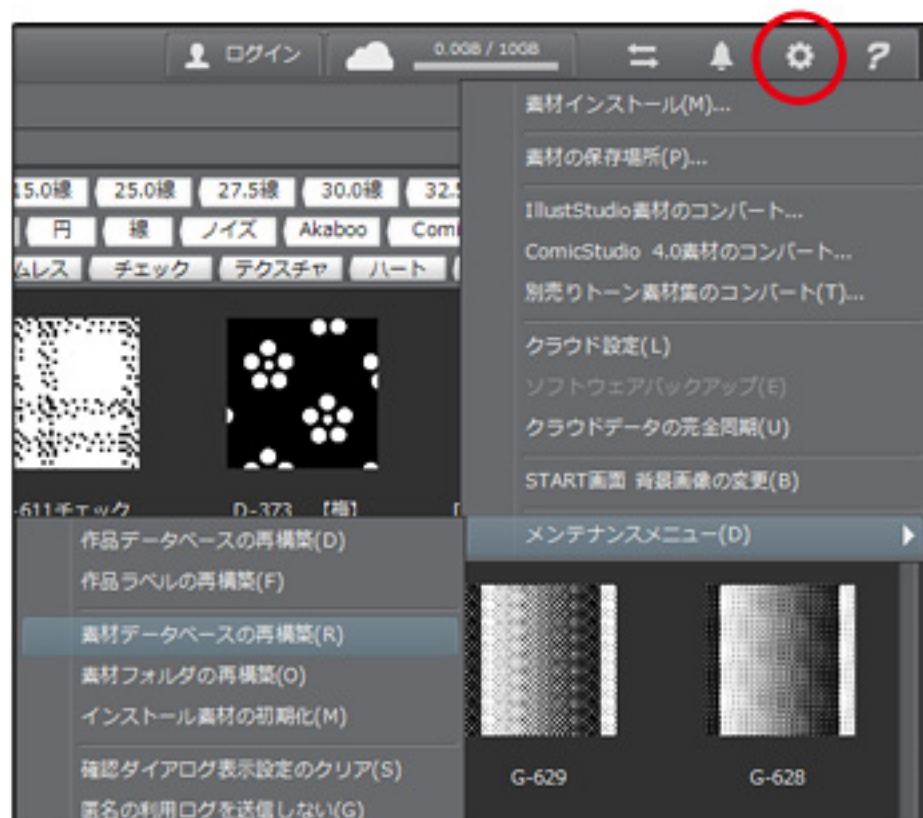 ログイン
0.0GB / 10GB
?
素材インストール(M)...
素材の保存場所(P)...
15.0線 25.0線 27.5線 30.0線 32.5
IllustStudio素材のコンバート...
円 線 ノイズ Akaboo Comi
ComicStudio 4.0素材のコンバート...
ムレス チェック テクスチャ ハート
別売りトーン素材集のコンバート(T)...
クラウド設定(L)
ソフトウェアバックアップ(E)
クラウドデータの完全同期(U)
START画面 背景画像の変更(B)
-611チェック D-373 【梅】
メンテナンスメニュー(D)
作品データベースの再構築(D)
作品ラベルの再構築(F)
素材データベースの再構築(R)
素材フォルダの再構築(O)
インストール素材の初期化(M)
確認ダイアログ表示設定のクリア(S)
匿名の利用ログを送信しない(G)
G-629 G-628